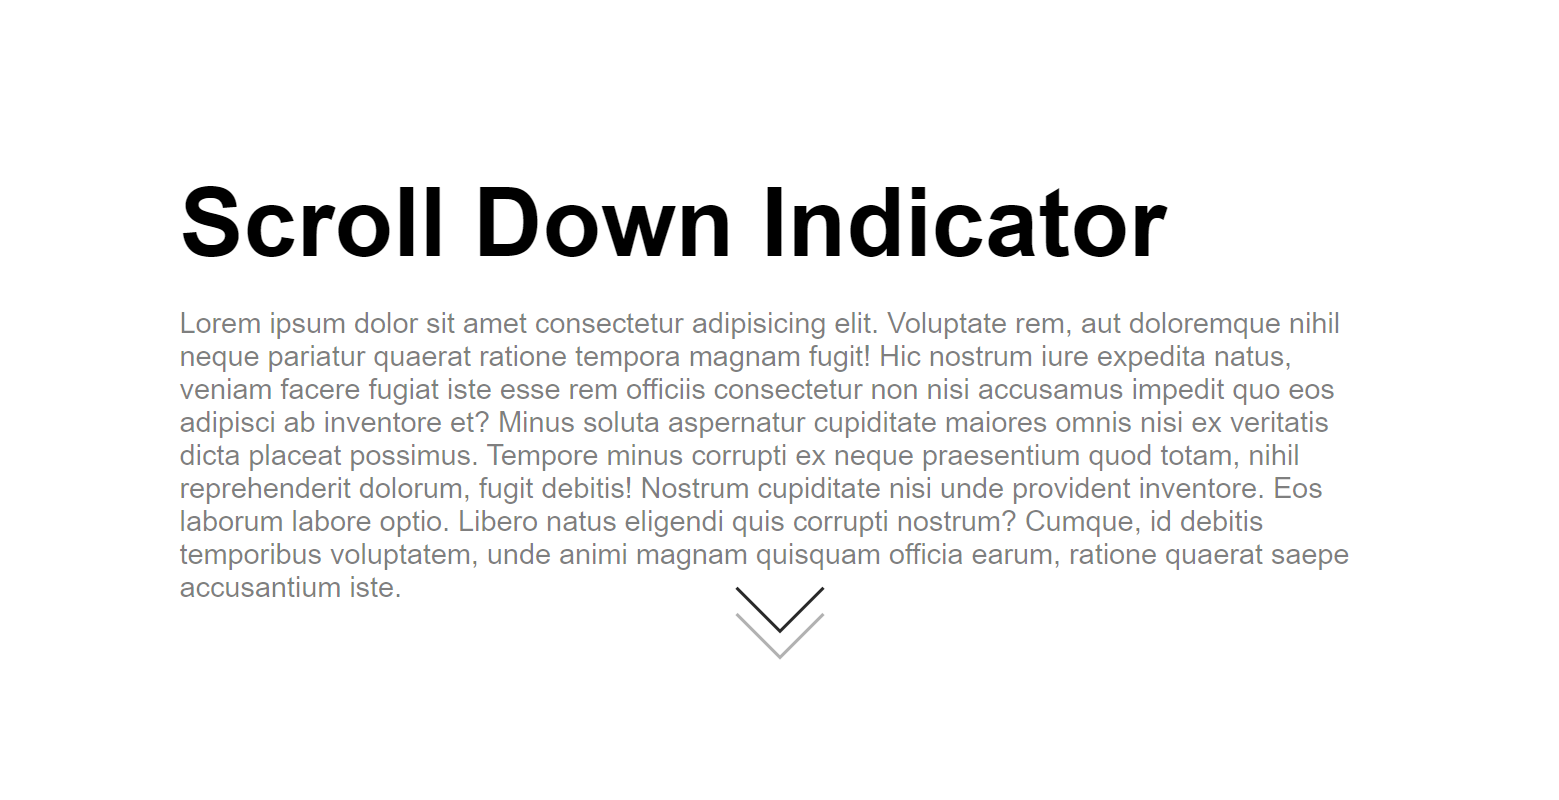 Scroll Down Indicator
Lorem ipsum dolor sit amet consectetur adipisicing elit. Voluptate rem, aut doloremque nihil
neque pariatur quaerat ratione tempora magnam fugit! Hic nostrum iure expedita natus,
veniam facere fugiat iste esse rem officiis consectetur non nisi accusamus impedit quo eos
adipisci ab inventore et? Minus soluta aspernatur cupiditate maiores omnis nisi ex veritatis
dicta placeat possimus. Tempore minus corrupti ex neque praesentium quod totam, nihil
reprehenderit dolorum, fugit debitis! Nostrum cupiditate nisi unde provident inventore. Eos
laborum labore optio. Libero natus eligendi quis corrupti nostrum? Cumque, id debitis
temporibus voluptatem, unde animi magnam quisquam officia earum, ratione quaerat saepe
accusantium iste.